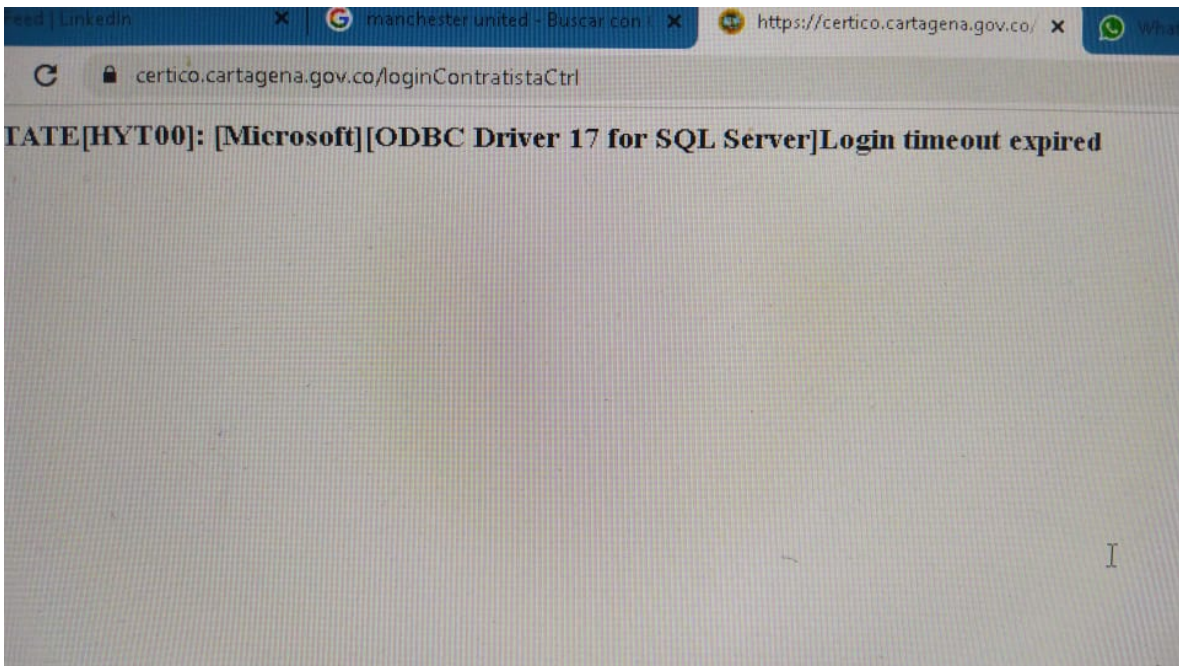 Feed | LinkedIn
manchester united - Buscar con
https://certico.cartagena.gov.co/
certico.cartagena.gov.co/loginContratistaCtrl
TATE[HYT00]: [Microsoft][ODBC Driver 17 for SQL Server]Login timeout expired